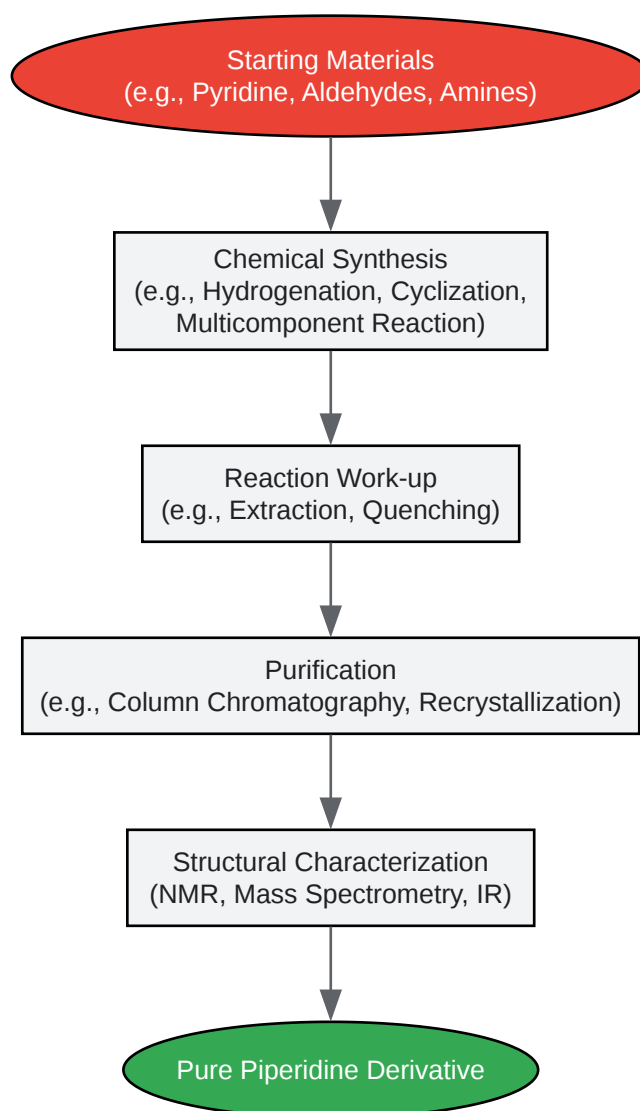 Starting Materials
(e.g., Pyridine, Aldehydes, Amines)
Chemical Synthesis
(e.g., Hydrogenation, Cyclization,
Multicomponent Reaction)
Reaction Work-up
(e.g., Extraction, Quenching)
Purification
(e.g., Column Chromatography, Recrystallization)
Structural Characterization
(NMR, Mass Spectrometry, IR)
Pure Piperidine Derivative